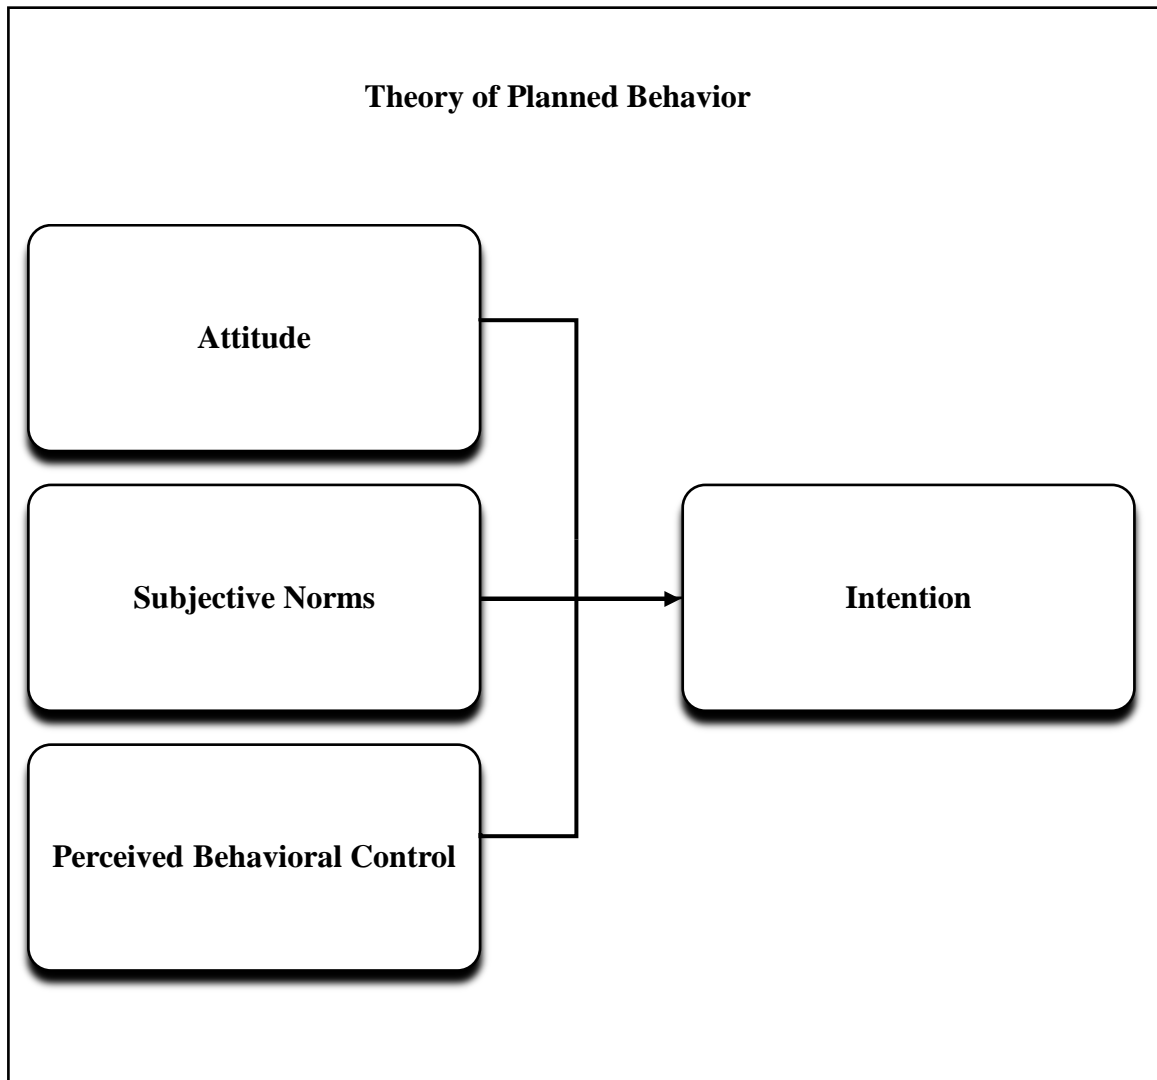 Theory of Planned Behavior
Attitude
Subjective Norms
Intention
Perceived Behavioral Control